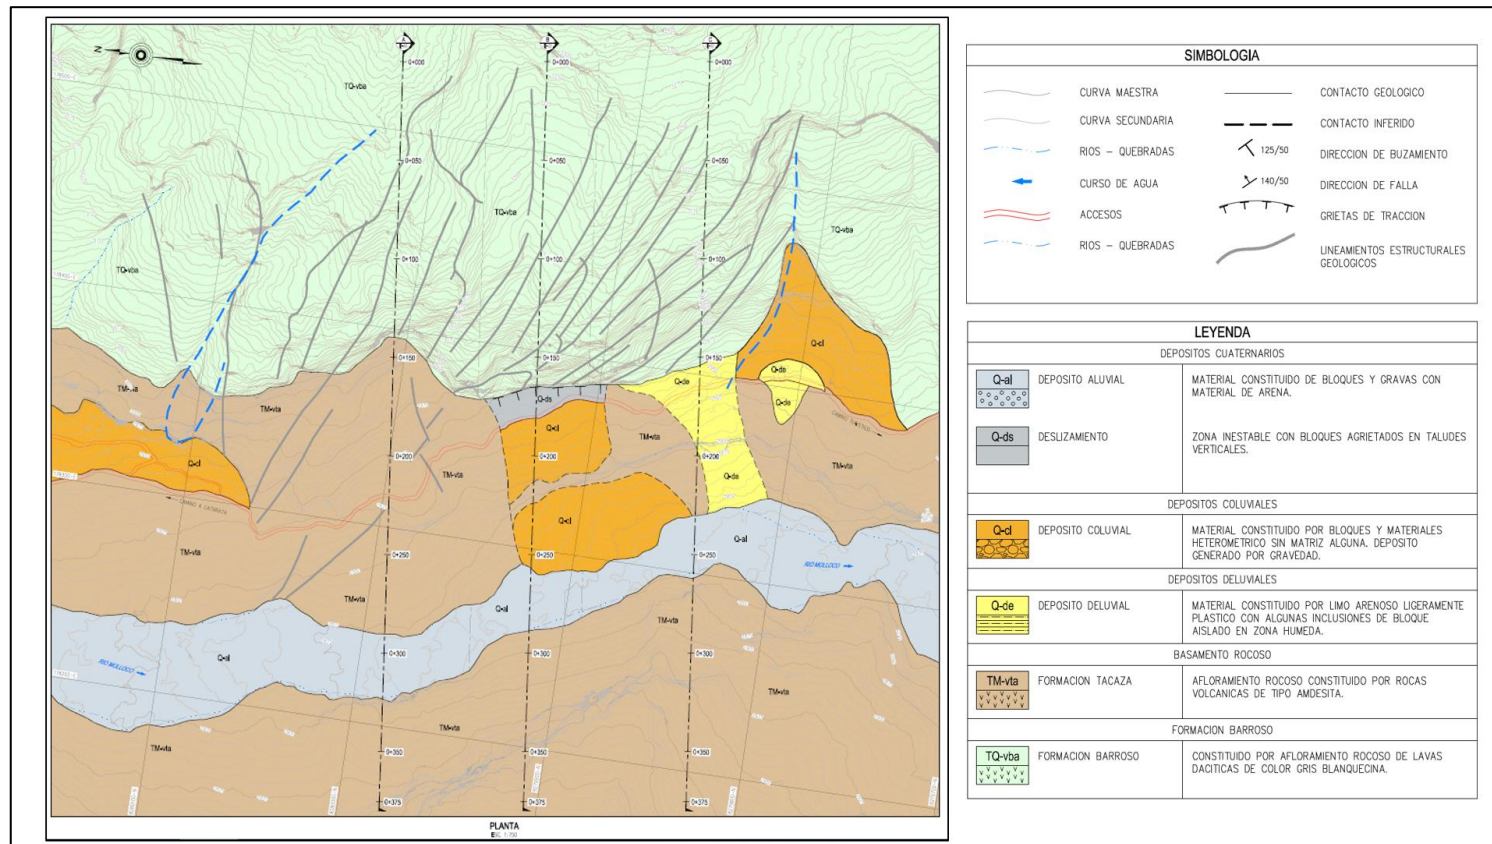 N
A
B
C
0+000
0+000
0+000
TQ-vba
0+050
0+050
0+050
TQ-vba
TQ-vba
TQ-vba
0+100
0+100
0+100
0+150
0+150
0+150
Q-cl
Q-de
Q-de
Q-de
Q-ds
TM-vta
CAMINO TURISTICO
Q-cl
TM-vta
TM-vta
Q-cl
0+200
0+200
0+200
TM-vta
Q-de
CAMINO A CATARATA
Q-cl
Q-al
TM-vta
0+250
0+250
0+250
RIO MOLLOCO
TM-vta
Q-al
TM-vta
Q-al
0+300
0+300
0+300
RIO MOLLOCO
TM-vta
TM-vta
TM-vta
0+350
0+350
0+350
0+375
0+375
0+375
PLANTA
ESC 1:750
SIMBOLOGIA
CURVA MAESTRA
CONTACTO GEOLOGICO
CURVA SECUNDARIA
CONTACTO INFERIDO
RIOS - QUEBRADAS
125/50
DIRECCION DE BUZAMIENTO
CURSO DE AGUA
140/50
DIRECCION DE FALLA
ACCESOS
GRIETAS DE TRACCION
RIOS - QUEBRADAS
LINEAMIENTOS ESTRUCTURALES
GEOLOGICOS
LEYENDA
DEPOSITOS CUATERNARIOS
Q-al
DEPOSITO ALUVIAL
MATERIAL CONSTITUIDO DE BLOQUES Y GRAVAS CON
MATERIAL DE ARENA.
Q-ds
DESLIZAMIENTO
ZONA INESTABLE CON BLOQUES AGRIETADOS EN TALUDES
VERTICALES.
DEPOSITOS COLUVIALES
Q-cl
DEPOSITO COLUVIAL
MATERIAL CONSTITUIDO POR BLOQUES Y MATERIALES
HETEROMETRICO SIN MATRIZ ALGUNA. DEPOSITO
GENERADO POR GRAVEDAD.
DEPOSITOS DELUVIALES
Q-de
DEPOSITO DELUVIAL
MATERIAL CONSTITUIDO POR LIMO ARENOSO LIGERAMENTE
PLASTICO CON ALGUNAS INCLUSIONES DE BLOQUE
AISLADO EN ZONA HUMEDA.
BASAMENTO ROCOSO
TM-vta
FORMACION TACAZA
AFLORAMIENTO ROCOSO CONSTITUIDO POR ROCAS
VOLCANICAS DE TIPO AMDESITA.
FORMACION BARROSO
TQ-vba
FORMACION BARROSO
CONSTITUIDO POR AFLORAMIENTO ROCOSO DE LAVAS
DACITICAS DE COLOR GRIS BLANQUECINA.